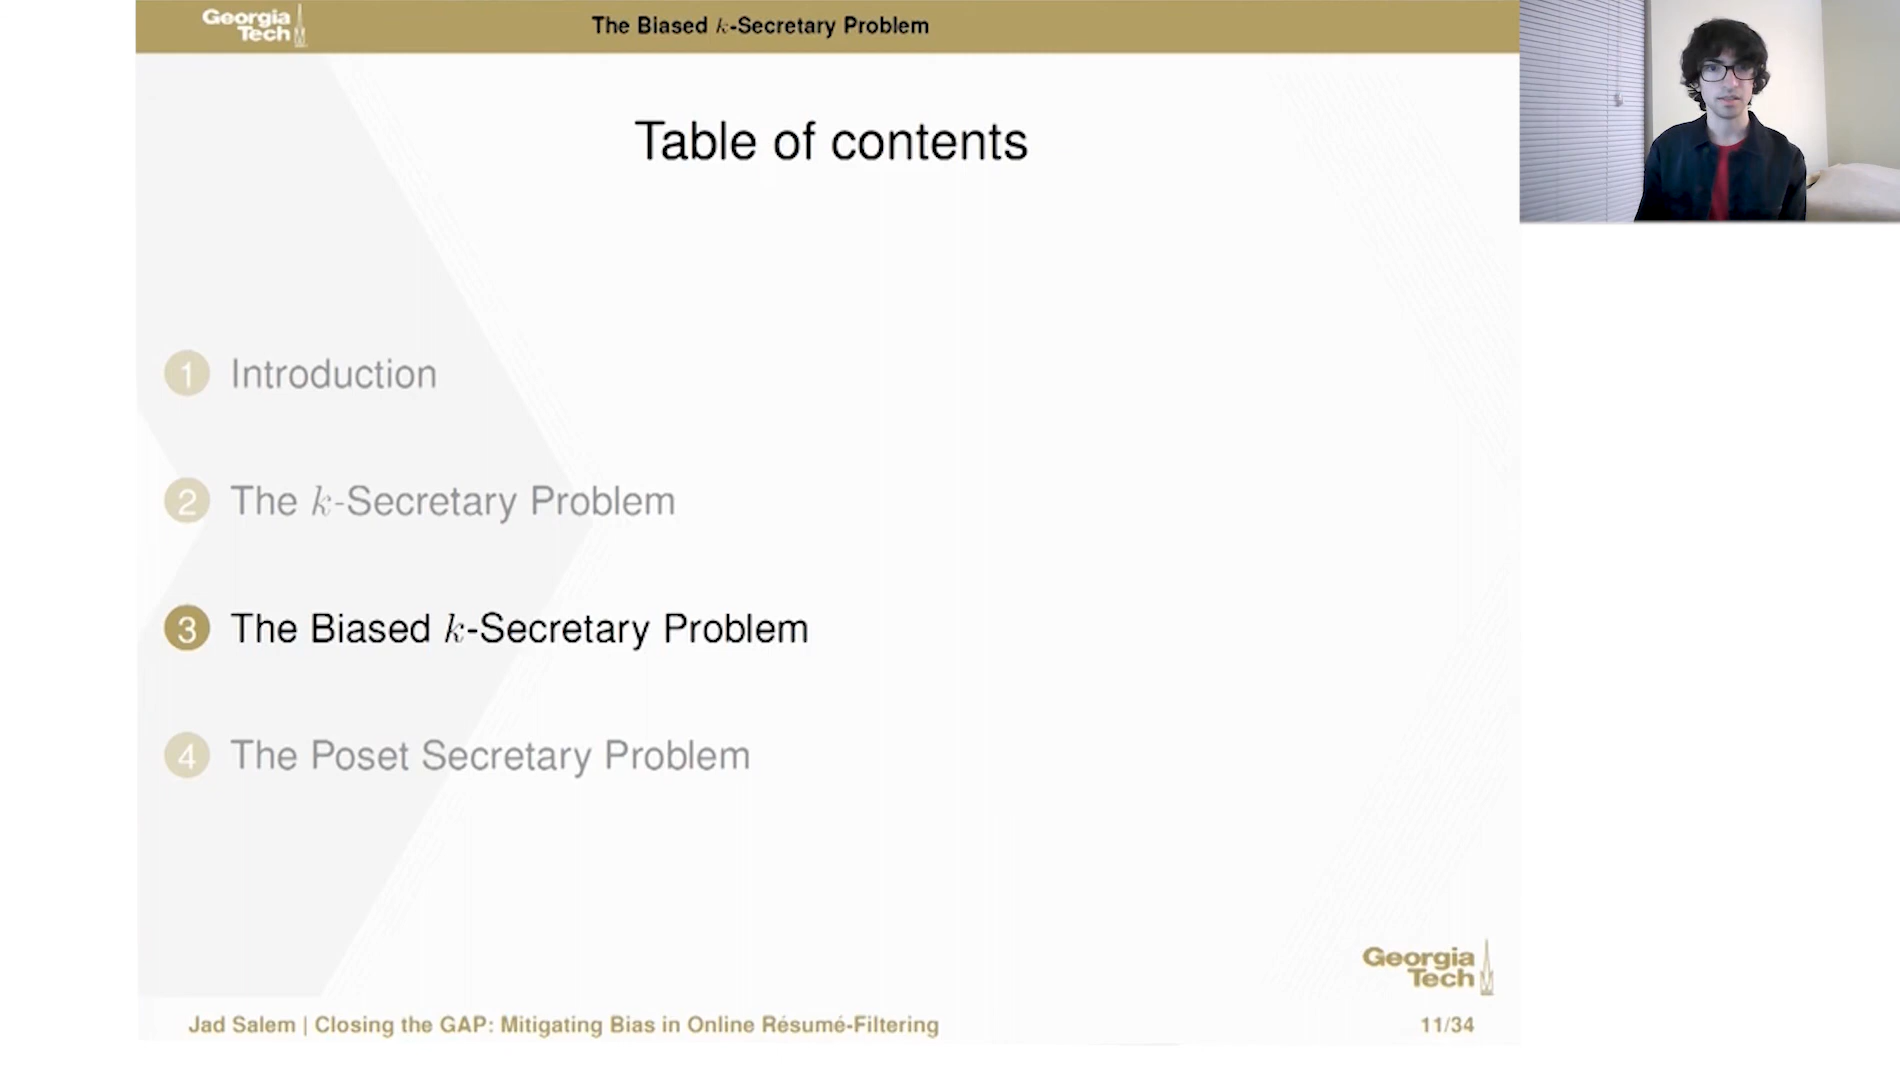 Georgia
Tech
The Biased k-Secretary Problem
Table of contents
1 Introduction
2 The k-Secretary Problem
3 The Biased k-Secretary Problem
4 The Poset Secretary Problem
Georgia
Tech
Jad Salem | Closing the GAP: Mitigating Bias in Online Résumé-Filtering
11/34